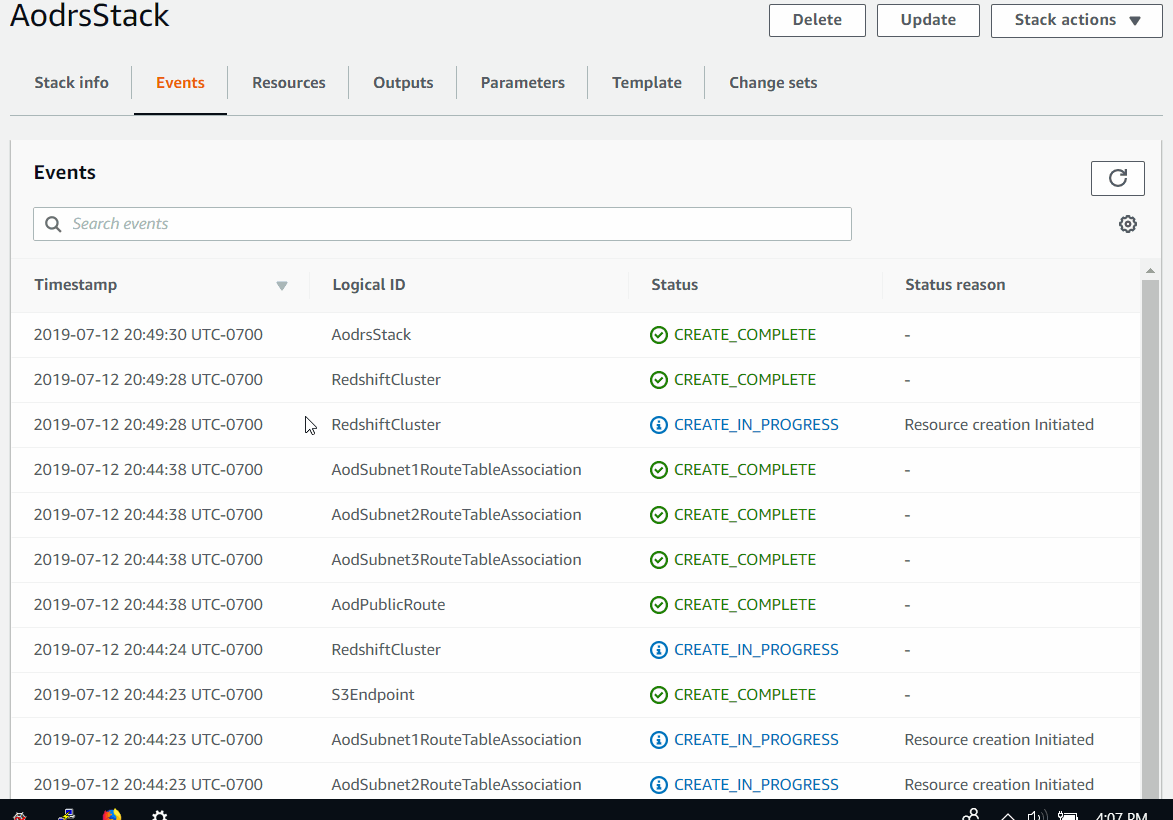 AodrsStack
Delete Update Stack actions
Stack info Events Resources Outputs Parameters Template Change sets
Events
Search events
Timestamp Logical ID Status Status reason
2019-07-12 20:49:30 UTC-0700 AodrsStack CREATE_COMPLETE -
2019-07-12 20:49:28 UTC-0700 RedshiftCluster CREATE_COMPLETE -
2019-07-12 20:49:28 UTC-0700 RedshiftCluster CREATE_IN_PROGRESS Resource creation Initiated
2019-07-12 20:44:38 UTC-0700 AodSubnet1RouteTableAssociation CREATE_COMPLETE -
2019-07-12 20:44:38 UTC-0700 AodSubnet2RouteTableAssociation CREATE_COMPLETE -
2019-07-12 20:44:38 UTC-0700 AodSubnet3RouteTableAssociation CREATE_COMPLETE -
2019-07-12 20:44:38 UTC-0700 AodPublicRoute CREATE_COMPLETE -
2019-07-12 20:44:24 UTC-0700 RedshiftCluster CREATE_IN_PROGRESS -
2019-07-12 20:44:23 UTC-0700 S3Endpoint CREATE_COMPLETE -
2019-07-12 20:44:23 UTC-0700 AodSubnet1RouteTableAssociation CREATE_IN_PROGRESS Resource creation Initiated
2019-07-12 20:44:23 UTC-0700 AodSubnet2RouteTableAssociation CREATE_IN_PROGRESS Resource creation Initiated
4:07 PM